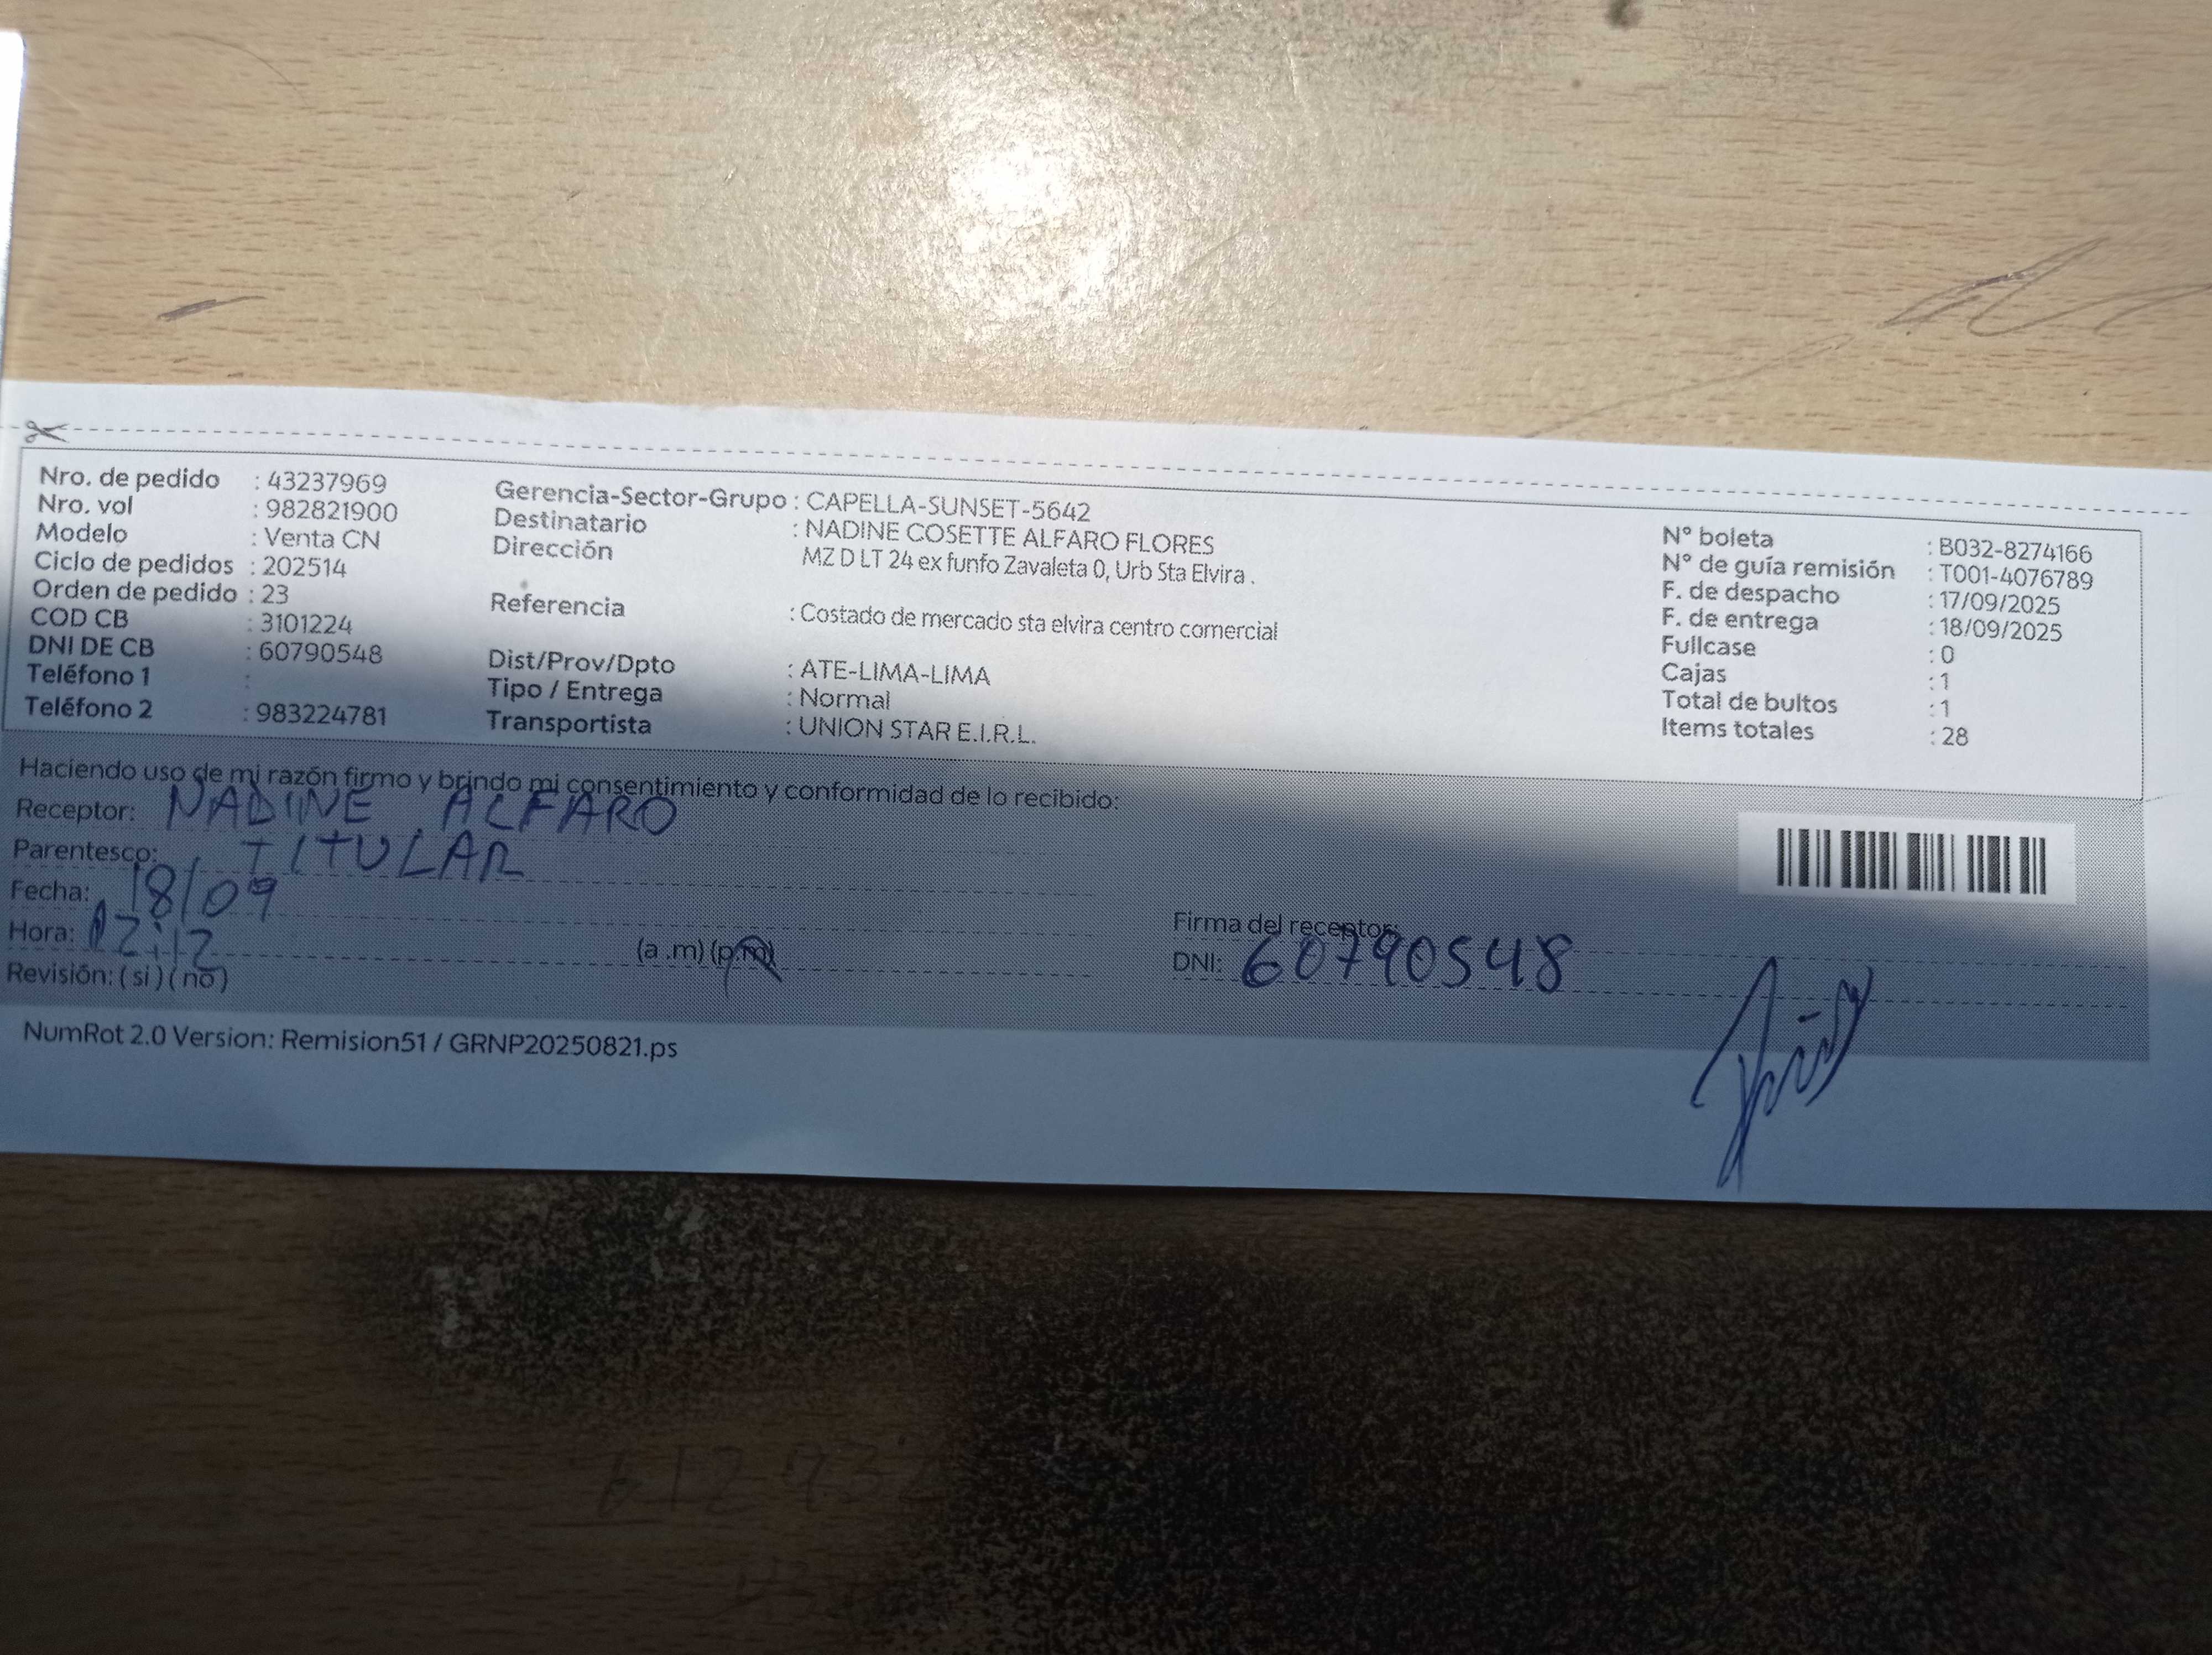 Nro. de pedido : 43237969
Nro. vol : 982821900
Modelo : Venta CN
Ciclo de pedidos : 202514
Orden de pedido : 23
COD CB : 3101224
DNI DE CB : 60790548
Teléfono 1 :
Teléfono 2 : 983224781
Gerencia-Sector-Grupo : CAPELLA-SUNSET-5642
Destinatario : NADINE COSETTE ALFARO FLORES
Dirección MZ D LT 24 ex funfo Zavaleta 0, Urb Sta Elvira .
Referencia : Costado de mercado sta elvira centro comercial
Dist/Prov/Dpto : ATE-LIMA-LIMA
Tipo / Entrega : Normal
Transportista : UNION STAR E.I.R.L.
N° boleta : B032-8274166
N° de guía remisión : T001-4076789
F. de despacho : 17/09/2025
F. de entrega : 18/09/2025
Fullcase : 0
Cajas : 1
Total de bultos : 1
Items totales : 28
Haciendo uso de mi razón firmo y brindo mi consentimiento y conformidad de lo recibido:
Receptor: NADINE ALFARO
Parentesco: TITULAR
Fecha: 18/09
Hora: 12:12 (a .m) (p.m)
Revisión: ( si ) ( no )
Firma del receptor:
DNI: 60790548
NumRot 2.0 Version: Remision51 / GRNP20250821.ps